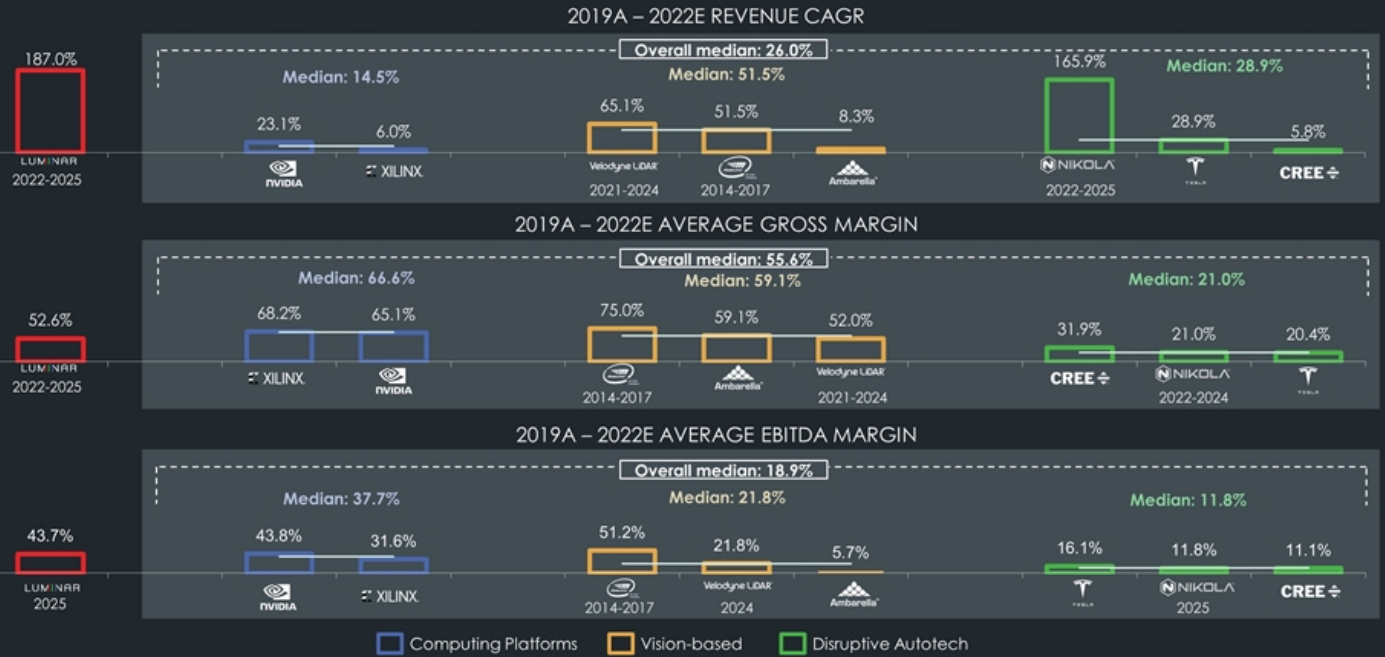 2019A – 2022E REVENUE CAGR
Overall median: 26.0%
187.0%
Median: 14.5%
Median: 51.5%
165.9%
Median: 28.9%
23.1%
6.0%
65.1%
51.5%
8.3%
28.9%
5.8%
LUMINAR
2022-2025
NVIDIA
XILINX
Velodyne LiDAR
2021-2024
2014-2017
Ambarella
NIKOLA
2022-2025
TESLA
CREE
2019A – 2022E AVERAGE GROSS MARGIN
Overall median: 55.6%
Median: 66.6%
Median: 59.1%
Median: 21.0%
52.6%
68.2%
65.1%
75.0%
59.1%
52.0%
31.9%
21.0%
20.4%
LUMINAR
2022-2025
XILINX
NVIDIA
2014-2017
Ambarella
Velodyne LiDAR
2021-2024
CREE
NIKOLA
2022-2024
TESLA
2019A – 2022E AVERAGE EBITDA MARGIN
Overall median: 18.9%
Median: 37.7%
Median: 21.8%
Median: 11.8%
43.7%
43.8%
31.6%
51.2%
21.8%
5.7%
16.1%
11.8%
11.1%
LUMINAR
2025
NVIDIA
XILINX
2014-2017
Velodyne LiDAR
2024
Ambarella
TESLA
NIKOLA
2025
CREE
Computing Platforms
Vision-based
Disruptive Autotech